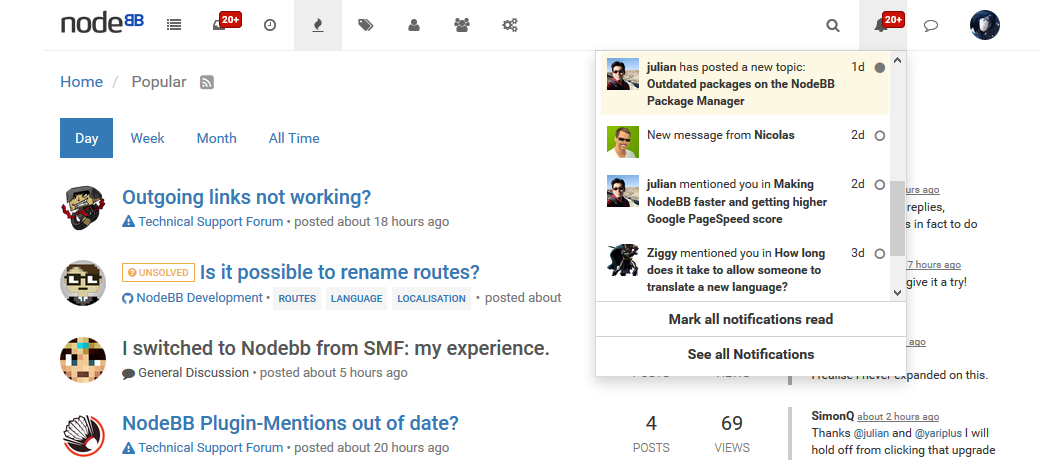 nodeBB
20+
20+
Home / Popular
Day Week Month All Time
Outgoing links not working?
Technical Support Forum • posted about 18 hours ago
UNSOLVED Is it possible to rename routes?
NodeBB Development • ROUTES LANGUAGE LOCALISATION • posted about
I switched to Nodebb from SMF: my experience.
General Discussion • posted about 5 hours ago
POSTS VIEWS
NodeBB Plugin-Mentions out of date?
Technical Support Forum • posted about 20 hours ago
4 69
POSTS VIEWS
julian has posted a new topic: 1d
Outdated packages on the NodeBB
Package Manager
New message from Nicolas 2d
julian mentioned you in Making 2d
NodeBB faster and getting higher
Google PageSpeed score
Ziggy mentioned you in How long 3d
does it take to allow someone to
translate a new language?
Mark all notifications read
See all Notifications
ago
replies,
s in fact to do
7 hours ago
give it a try!
ago
I realise I never expanded on this.
SimonQ about 2 hours ago
Thanks @julian and @yariplus I will
hold off from clicking that upgrade